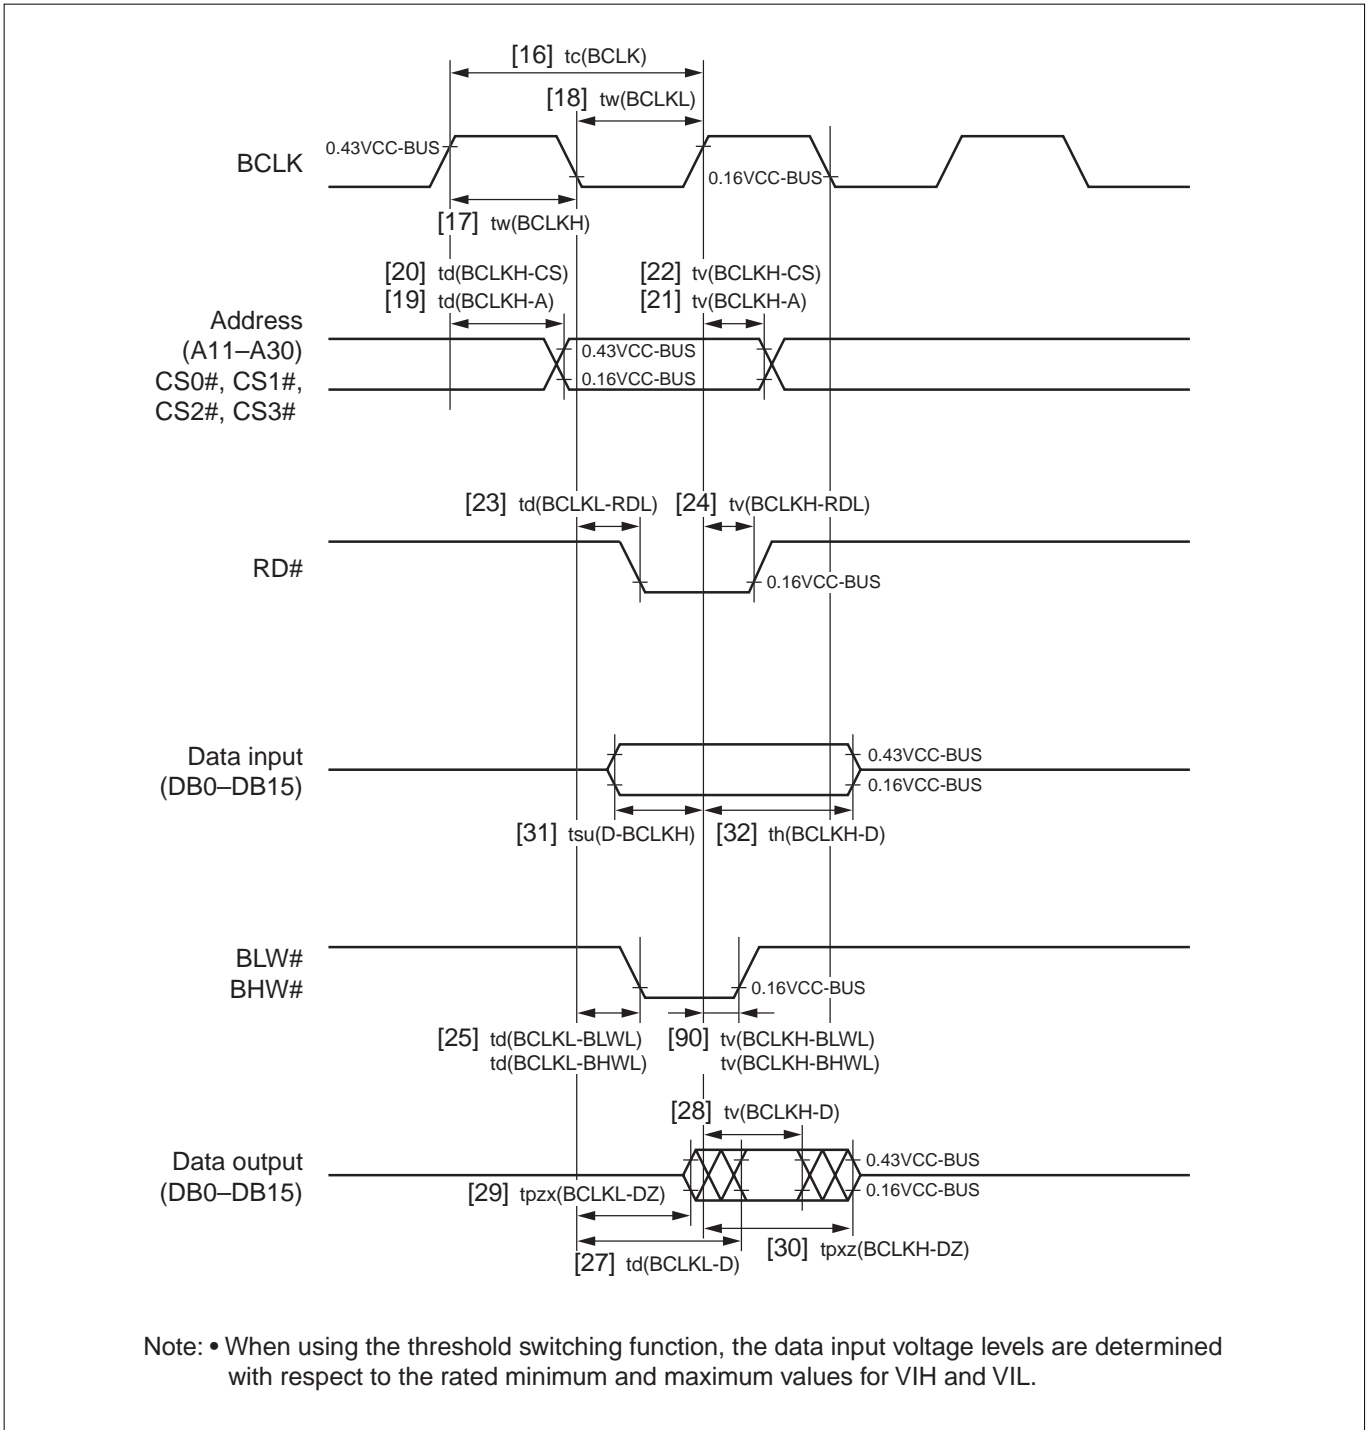 [16] tc(BCLK)
[18] tw(BCLKL)
0.43VCC-BUS
BCLK
0.16VCC-BUS
[17] tw(BCLKH)
[20] td(BCLKH-CS)
[22] tv(BCLKH-CS)
[19] td(BCLKH-A)
[21] tv(BCLKH-A)
Address
(A11–A30)
CS0#, CS1#,
CS2#, CS3#
0.43VCC-BUS
0.16VCC-BUS
[23] td(BCLKL-RDL)
[24] tv(BCLKH-RDL)
RD#
0.16VCC-BUS
Data input
(DB0–DB15)
0.43VCC-BUS
0.16VCC-BUS
[31] tsu(D-BCLKH)
[32] th(BCLKH-D)
BLW#
BHW#
0.16VCC-BUS
[25] td(BCLKL-BLWL)
td(BCLKL-BHWL)
[90] tv(BCLKH-BLWL)
tv(BCLKH-BHWL)
[28] tv(BCLKH-D)
Data output
(DB0–DB15)
0.43VCC-BUS
0.16VCC-BUS
[29] tpzx(BCLKL-DZ)
[30] tpxz(BCLKH-DZ)
[27] td(BCLKL-D)
Note: • When using the threshold switching function, the data input voltage levels are determined
with respect to the rated minimum and maximum values for VIH and VIL.